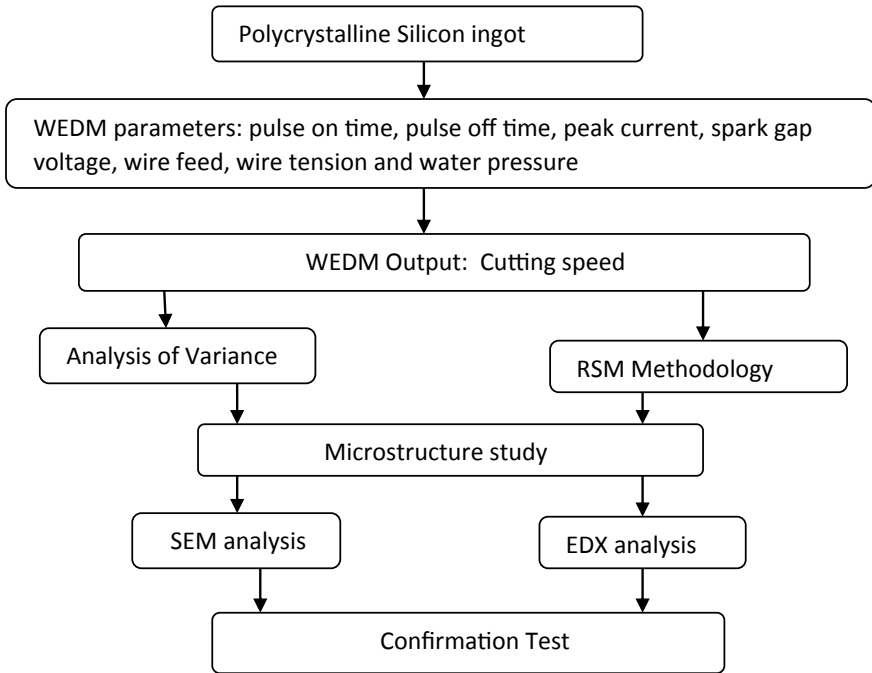 Polycrystalline Silicon ingot
WEDM parameters: pulse on time, pulse off time, peak current, spark gap
voltage, wire feed, wire tension and water pressure
WEDM Output: Cutting speed
Analysis of Variance
RSM Methodology
Microstructure study
SEM analysis
EDX analysis
Confirmation Test